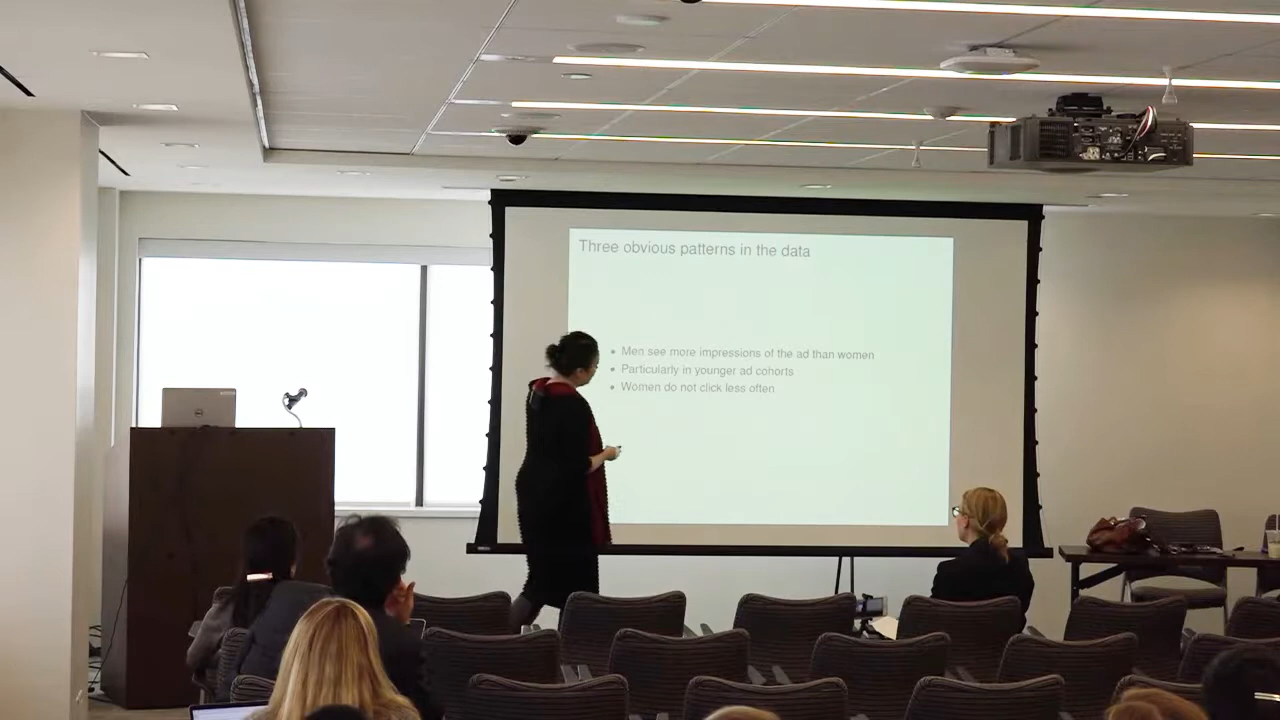 Three obvious patterns in the data
• Men see more impressions of the ad than women
• Particularly in younger ad cohorts
• Women do not click less often